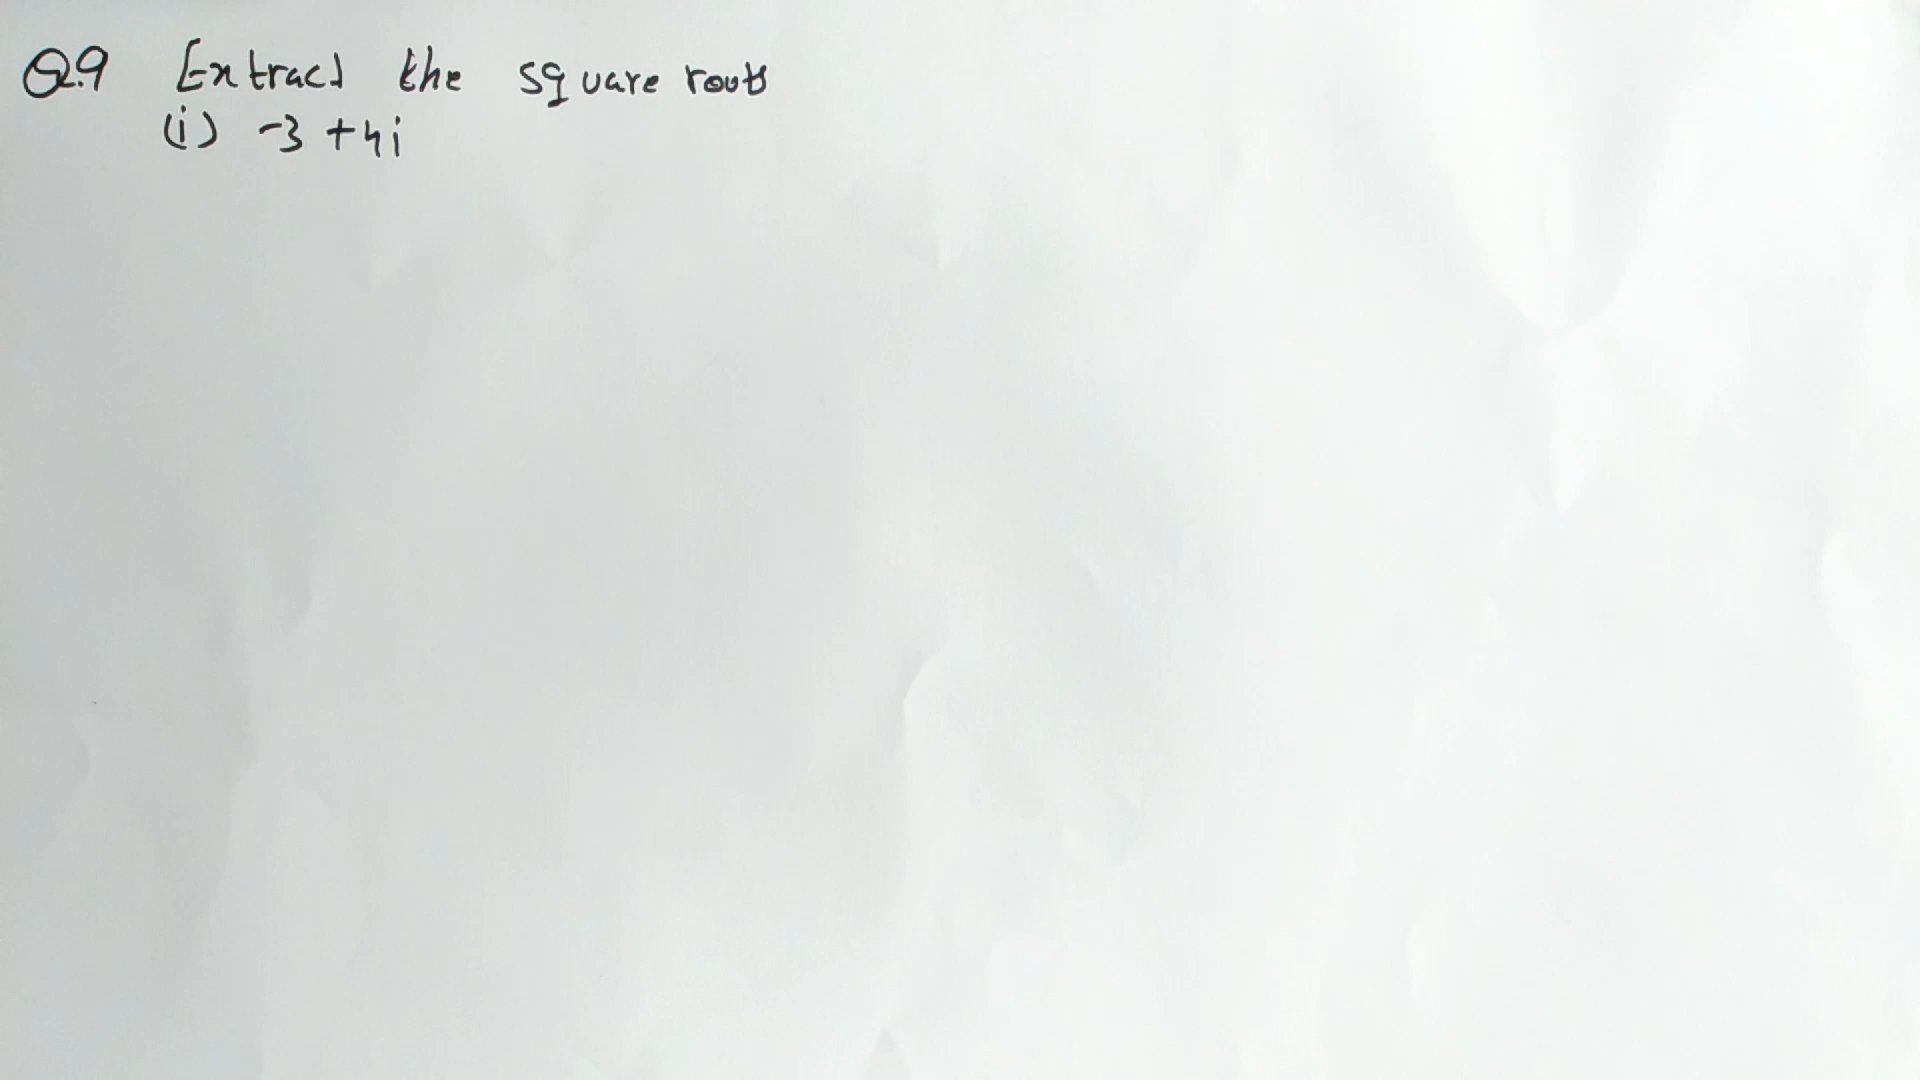 Q.9 Extract the square roots
(i) -3 +4i